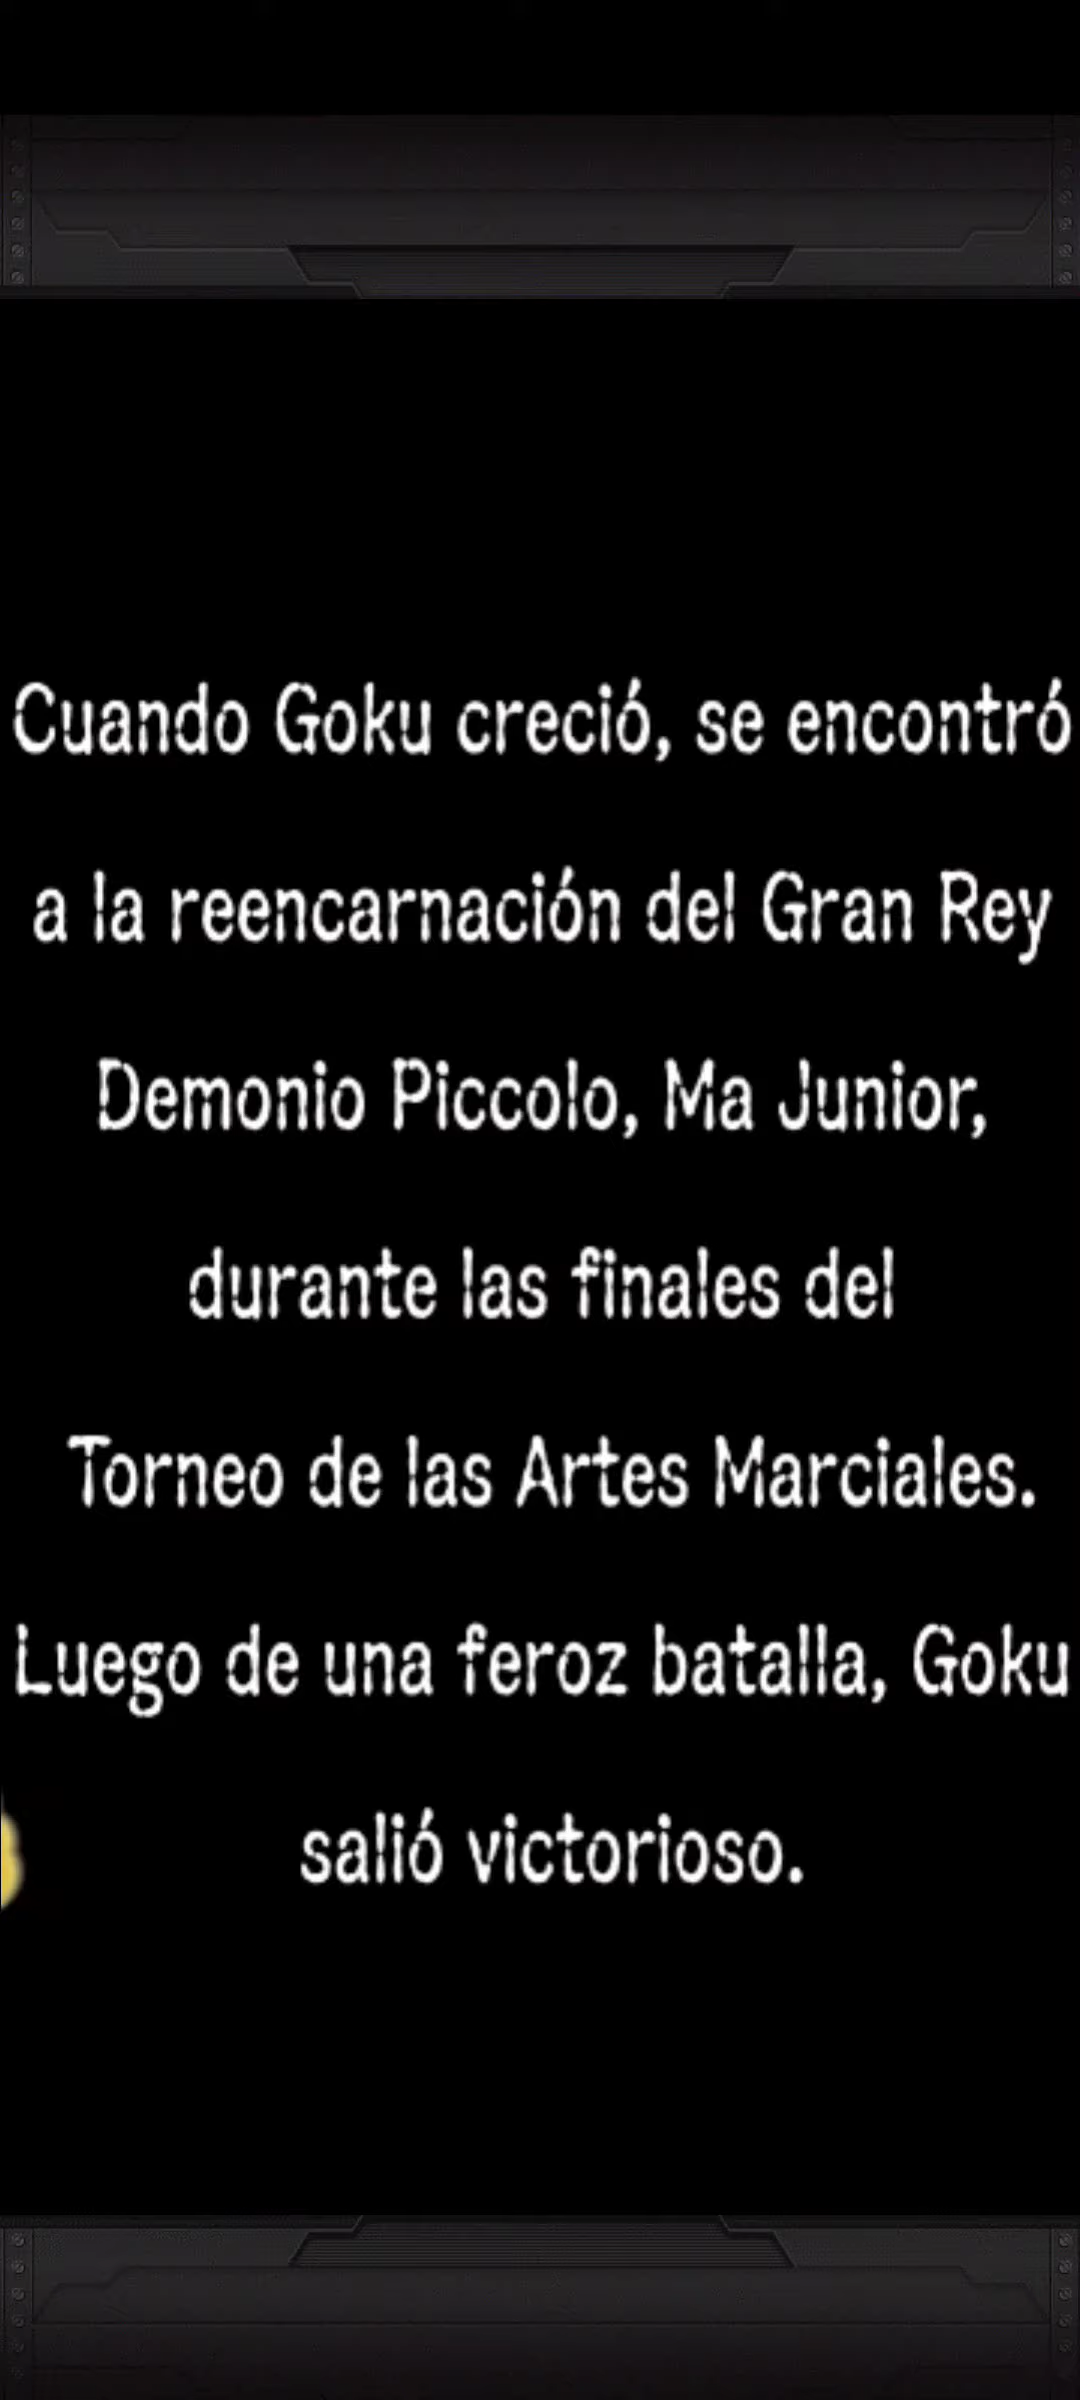 Cuando Goku creció, se encontró
a la reencarnación del Gran Rey
Demonio Piccolo, Ma Junior,
durante las finales del
Torneo de las Artes Marciales.
Luego de una feroz batalla, Goku
salió victorioso.